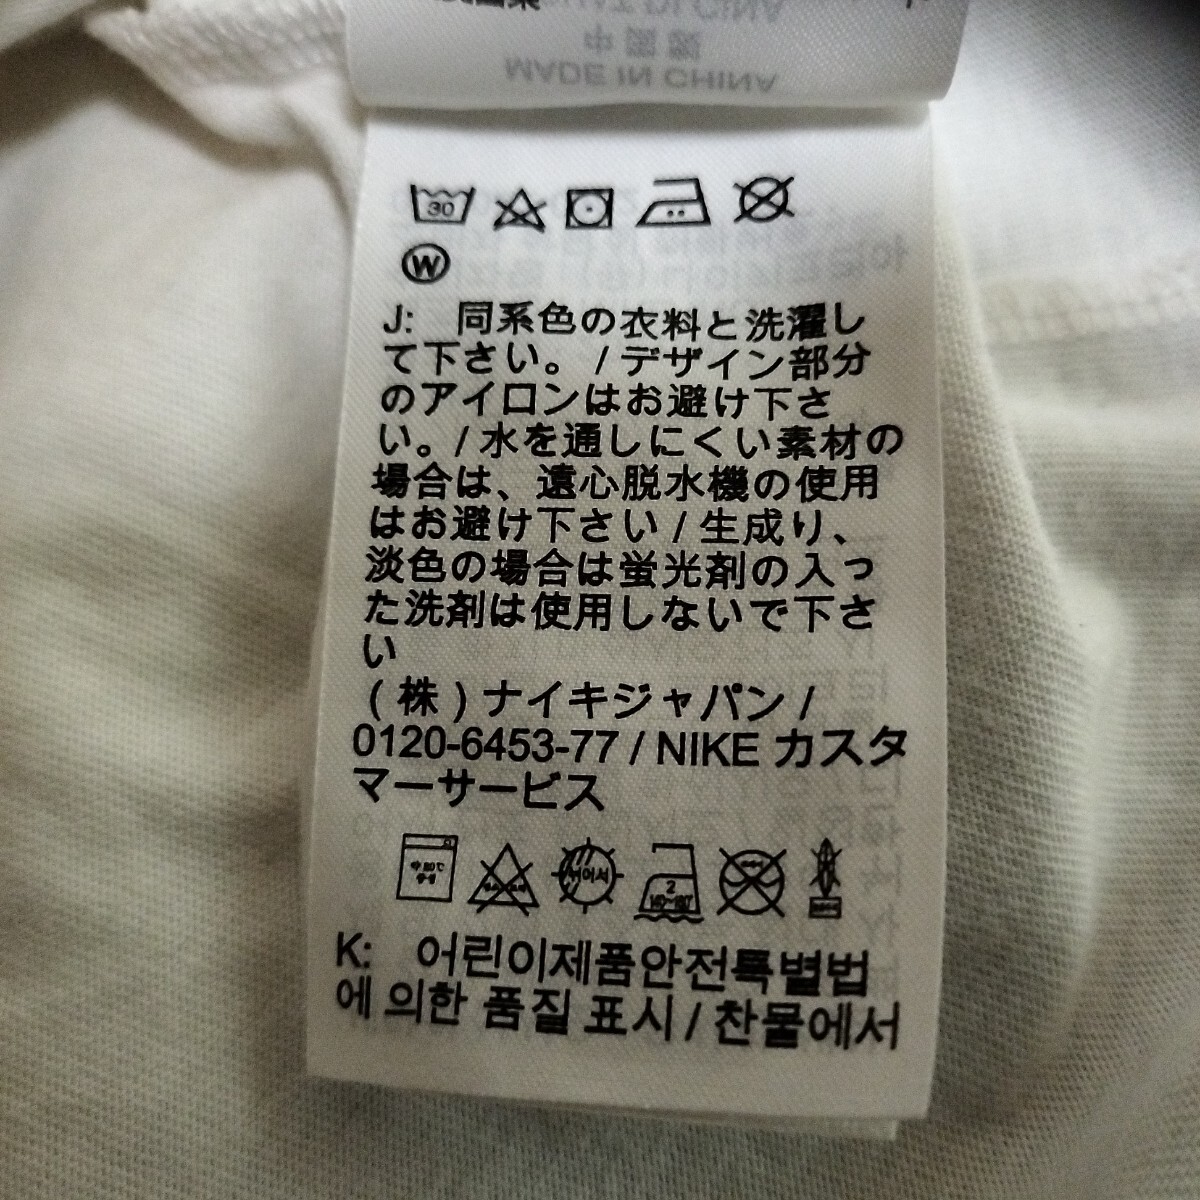 MADE IN CHINA
中國製
30
W
J: 同系色の衣料と洗濯し
て下さい。 / デザイン部分
のアイロンはお避け下さ
い。/ 水を通しにくい素材の
場合は、遠心脱水機の使用
はお避け下さい / 生成り、
淡色の場合は蛍光剤の入っ
た洗剤は使用しないで下さ
い
(株)ナイキジャパン /
0120-6453-77 / NIKE カスタ
マーサービス
뉘어서
2
K: 어린이제품안전특별법
에 의한 품질 표시 / 찬물에서